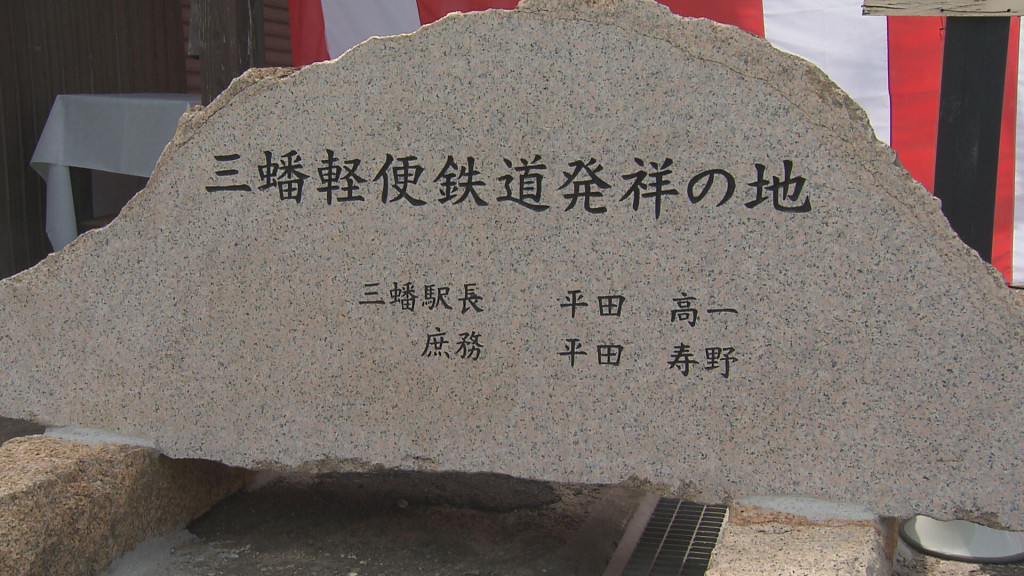 三蟠軽便鉄道発祥の地
三蟠駅長 平田 高一
庶務 平田 寿野